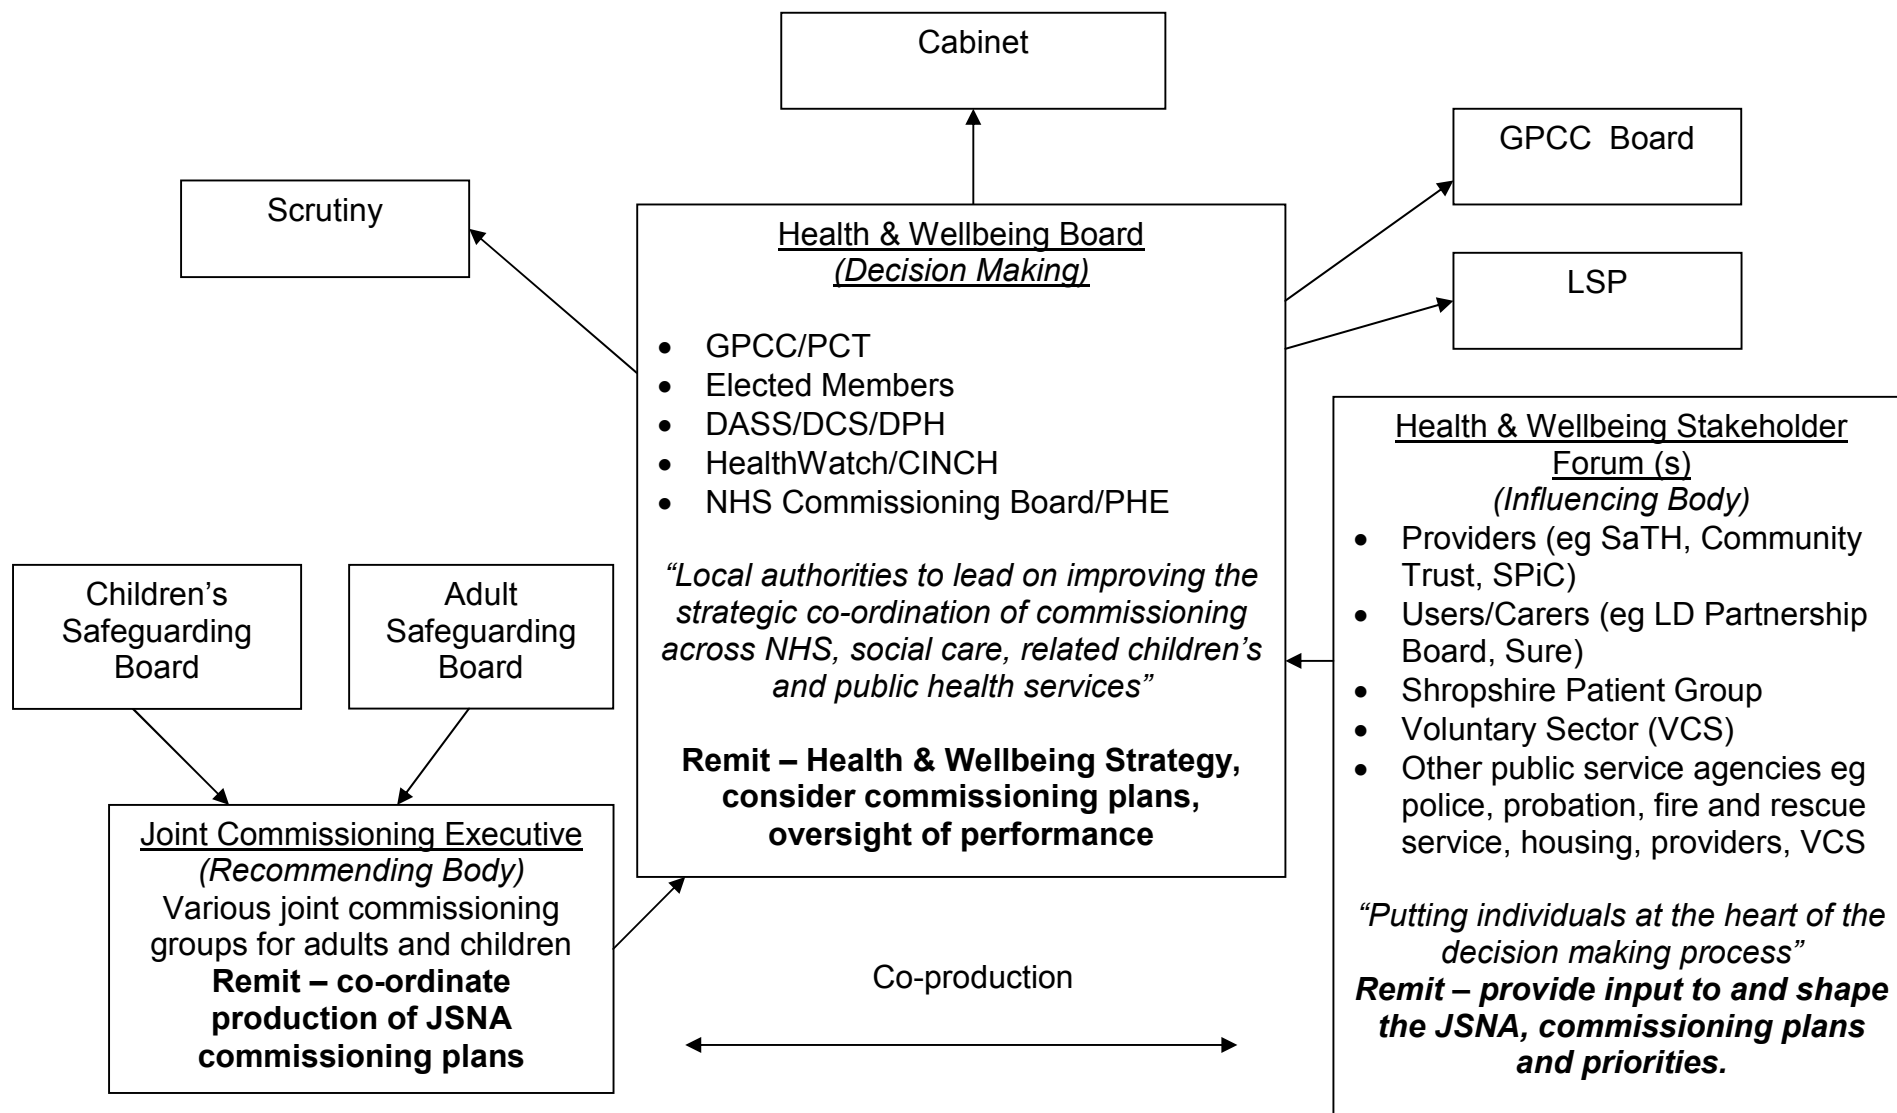 Cabinet
GPCC  Board
Scrutiny
LSP
Health & Wellbeing Board
(Decision Making)
• GPCC/PCT
• Elected Members
• DASS/DCS/DPH
• HealthWatch/CINCH
• NHS Commissioning Board/PHE
“Local authorities to lead on improving the
strategic co-ordination of commissioning
across NHS, social care, related children’s
and public health services”
Remit – Health & Wellbeing Strategy,
consider commissioning plans,
oversight of performance
Health & Wellbeing Stakeholder
Forum (s)
(Influencing Body)
• Providers (eg SaTH, Community
Trust, SPiC)
• Users/Carers (eg LD Partnership
Board, Sure)
• Shropshire Patient Group
• Voluntary Sector (VCS)
• Other public service agencies eg
police, probation, fire and rescue
service, housing, providers, VCS
“Putting individuals at the heart of the
decision making process”
Remit – provide input to and shape
the JSNA, commissioning plans
and priorities.
Children’s
Safeguarding
Board
Adult
Safeguarding
Board
Joint Commissioning Executive
(Recommending Body)
Various joint commissioning
groups for adults and children
Remit – co-ordinate
production of JSNA
commissioning plans
Co-production